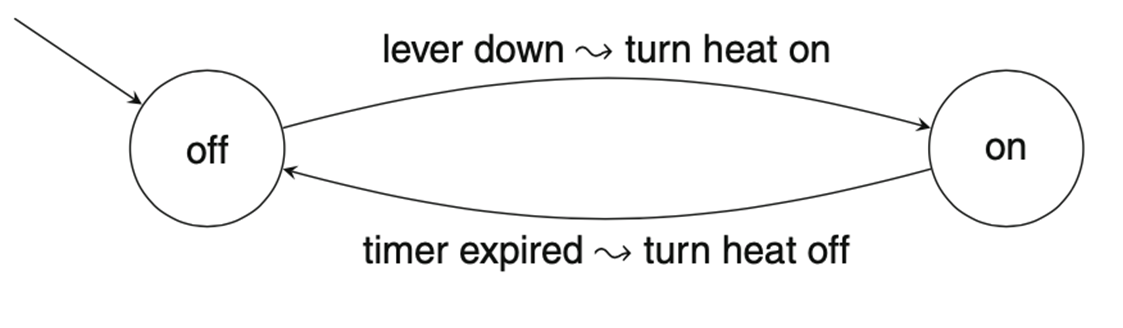 lever down ⤳ turn heat on
off
on
timer expired ⤳ turn heat off